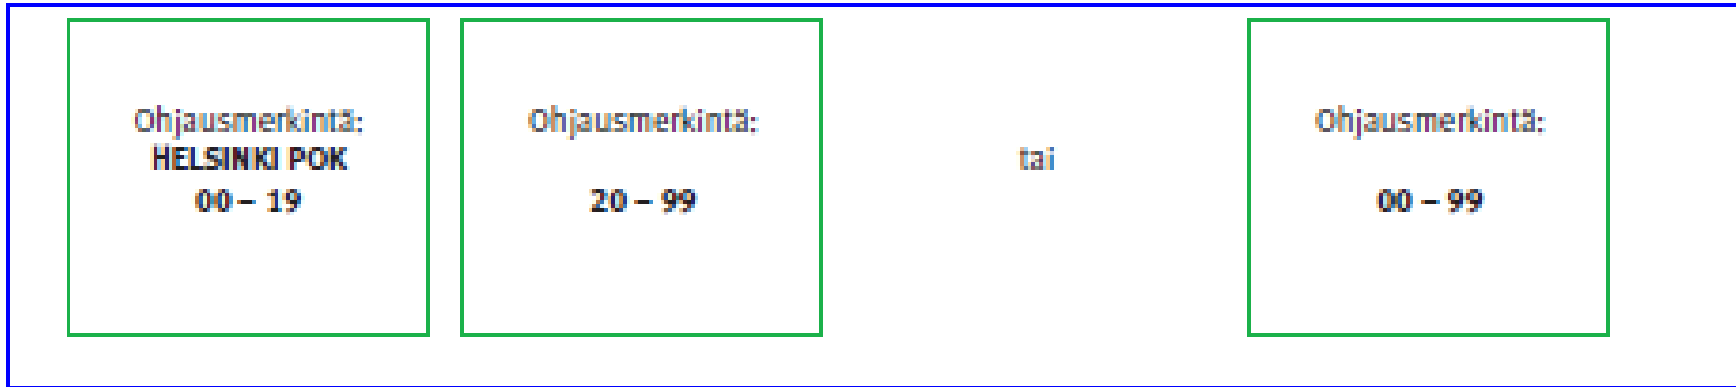 Ohjausmerkintä:
HELSINKI POK
00 – 19
Ohjausmerkintä:
20 – 99
tai
Ohjausmerkintä:
00 – 99